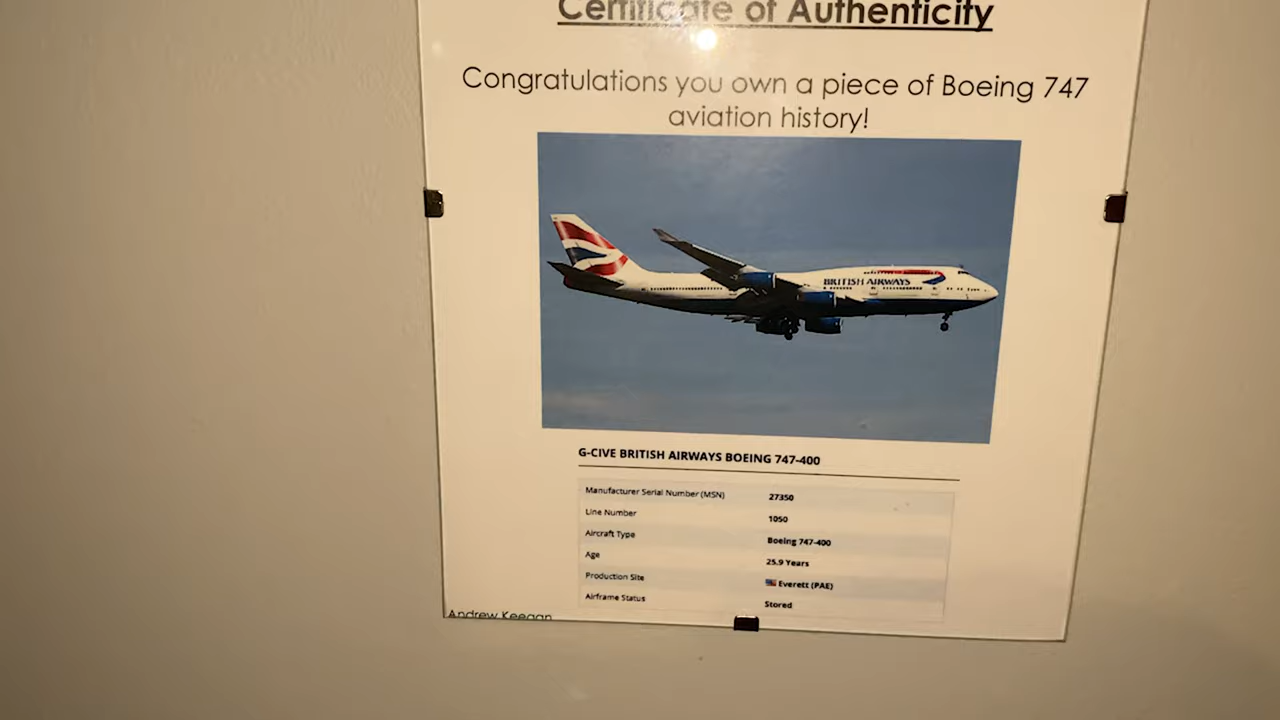 Certificate of Authenticity
Congratulations you own a piece of Boeing 747
aviation history!
BRITISH AIRWAYS
G-CIVE BRITISH AIRWAYS BOEING 747-400
Manufacturer Serial Number (MSN) 27350
Line Number 1050
Aircraft Type Boeing 747-400
Age 25.9 Years
Production Site Everett (PAE)
Airframe Status Stored
Andrew Keegan